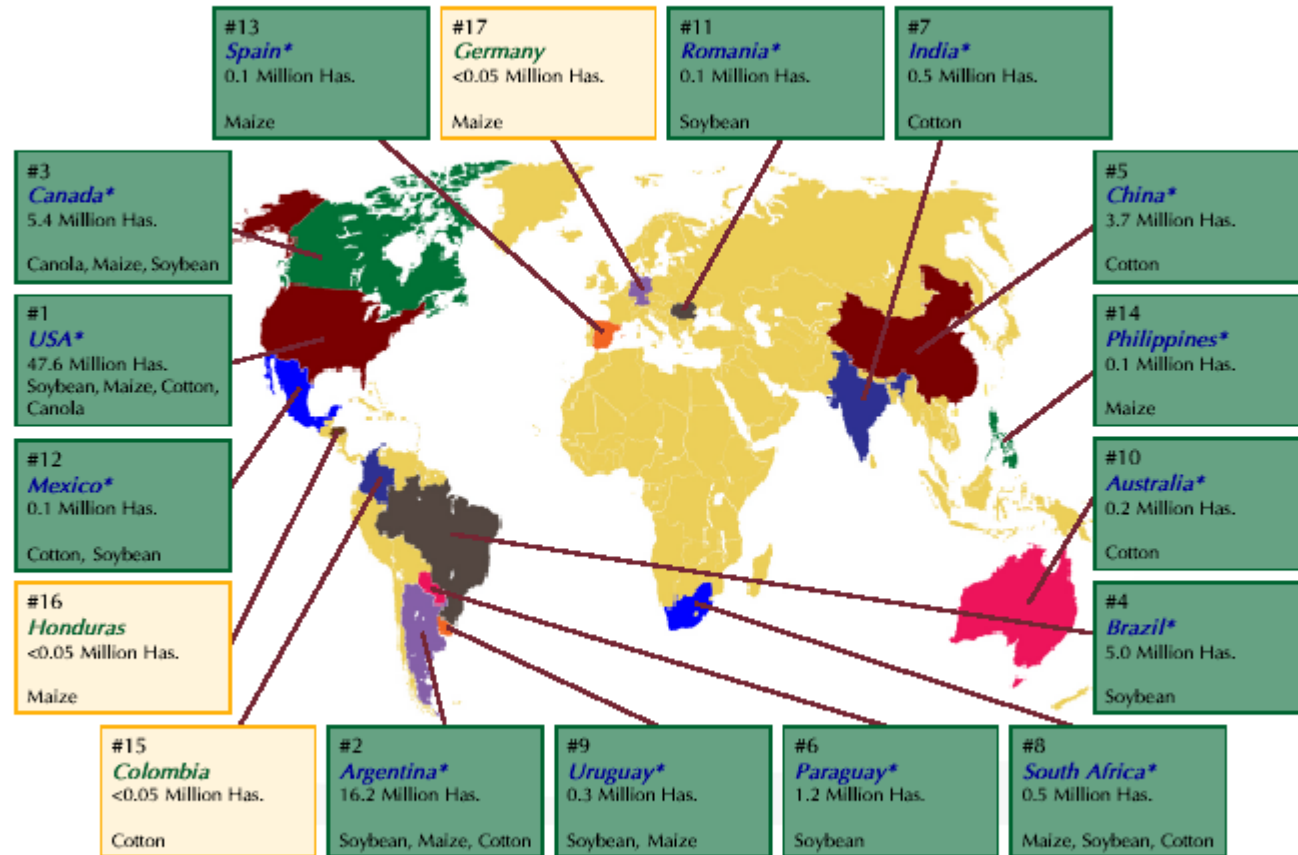 #13
Spain*
0.1 Million Has.
Maize
#17
Germany
<0.05 Million Has.
Maize
#11
Romania*
0.1 Million Has.
Soybean
#7
India*
0.5 Million Has.
Cotton
#3
Canada*
5.4 Million Has.
Canola, Maize, Soybean
#5
China*
3.7 Million Has.
Cotton
#1
USA*
47.6 Million Has.
Soybean, Maize, Cotton,
Canola
#14
Philippines*
0.1 Million Has.
Maize
#12
Mexico*
0.1 Million Has.
Cotton, Soybean
#10
Australia*
0.2 Million Has.
Cotton
#16
Honduras
<0.05 Million Has.
Maize
#4
Brazil*
5.0 Million Has.
Soybean
#15
Colombia
<0.05 Million Has.
Cotton
#2
Argentina*
16.2 Million Has.
Soybean, Maize, Cotton
#9
Uruguay*
0.3 Million Has.
Soybean, Maize
#6
Paraguay*
1.2 Million Has.
Soybean
#8
South Africa*
0.5 Million Has.
Maize, Soybean, Cotton